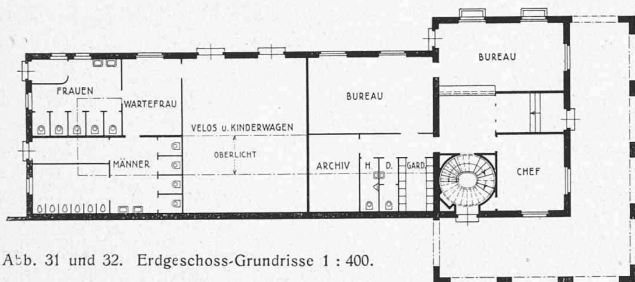 BUREAU
FRAUEN
WARTEFRAU
BUREAU
VELOS u. KINDERWAGEN
OBERLICHT
MÄNNER
ARCHIV
H.
D.
GARD.
CHEF
Abb. 31 und 32. Erdgeschoss-Grundrisse 1 : 400.